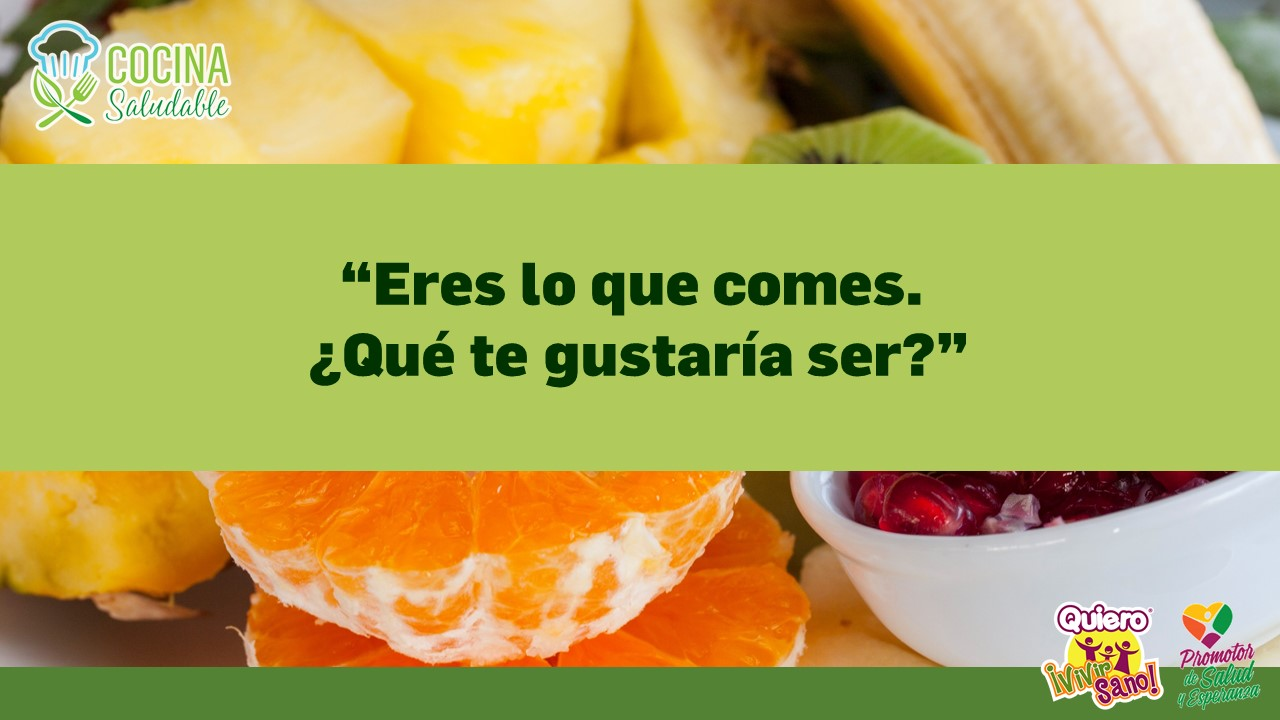 COCINA
Saludable
“Eres lo que comes.
¿Qué te gustaría ser?”
Quiero®
¡Vivir
Sano!
Promotor
de Salud
y Esperanza